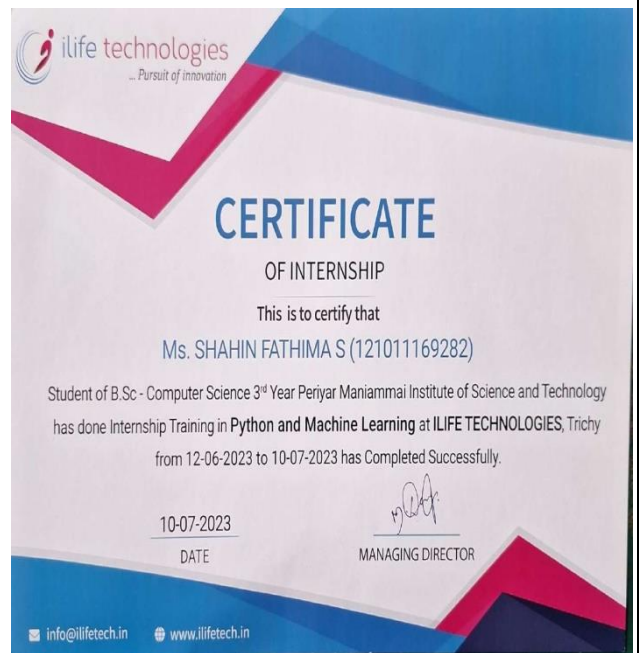 ilife technologies
... Pursuit of innovation
CERTIFICATE
OF INTERNSHIP
This is to certify that
Ms. SHAHIN FATHIMA S (121011169282)
Student of B.Sc - Computer Science 3rd Year Periyar Maniammai Institute of Science and Technology
has done Internship Training in Python and Machine Learning at ILIFE TECHNOLOGIES, Trichy
from 12-06-2023 to 10-07-2023 has Completed Successfully.
10-07-2023
DATE
MANAGING DIRECTOR
info@ilifetech.in
www.ilifetech.in